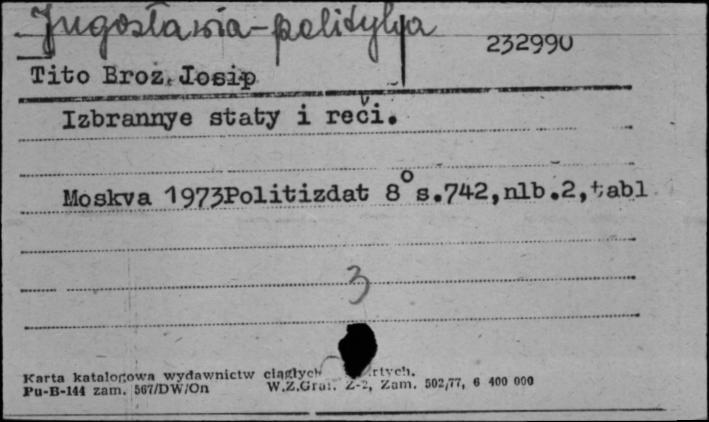 Jugosławia-polityka
232990
Tito Broz Josip
Izbrannye staty i reči.
Moskva 1973Politizdat 8° s.742,nlb.2,tabl
3
Karta katalogowa wydawnictw ciągłych
Pu-B-144 zam. 567/DW/On W.Z.Graf. Z-2, Zam. 502/77, 6 400 000